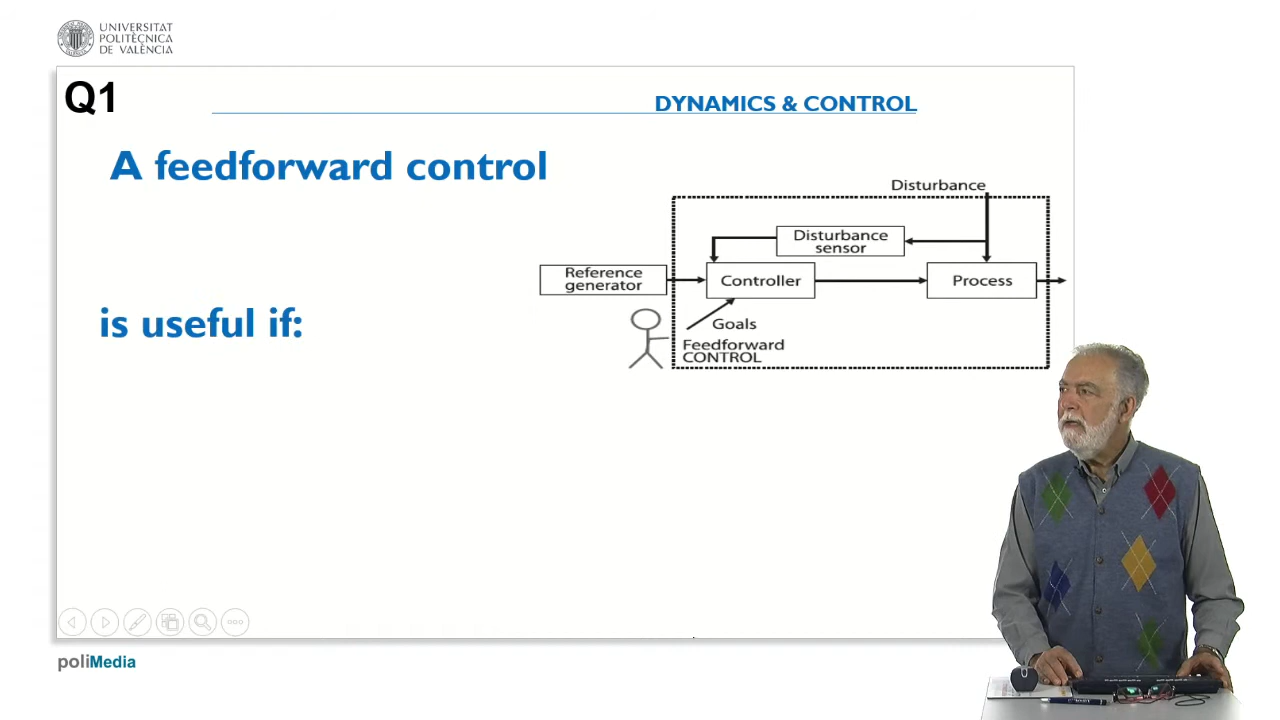 UNIVERSITAT
POLITÈCNICA
DE VALÈNCIA
Q1
DYNAMICS & CONTROL
A feedforward control
is useful if:
Disturbance
Disturbance
sensor
Reference
generator
Controller
Process
Goals
Feedforward
CONTROL
poliMedia